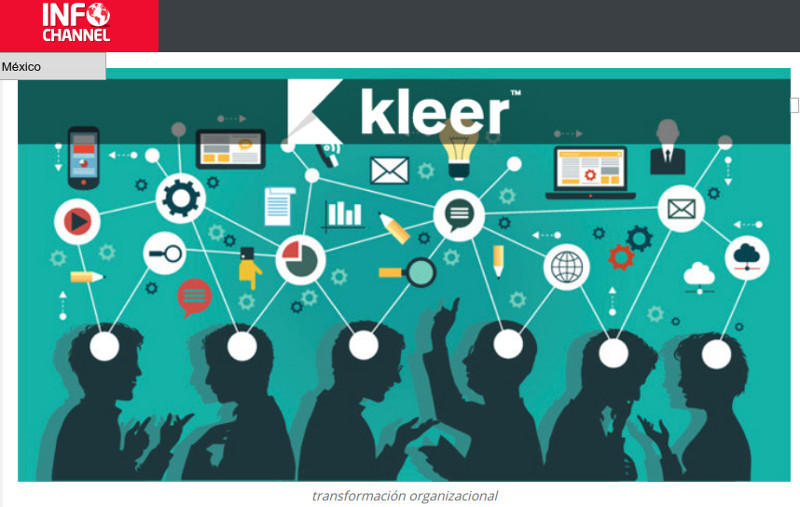 INFO
CHANNEL
México
kleer™
transformación organizacional